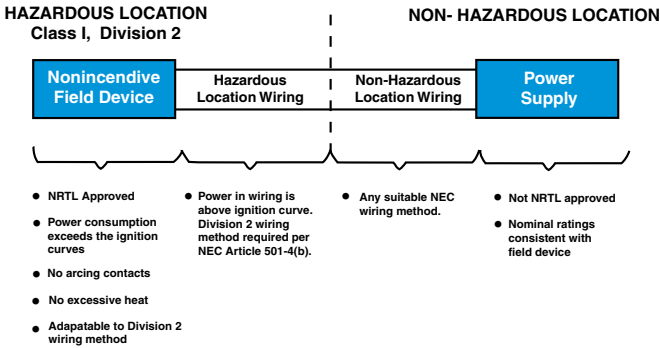 HAZARDOUS LOCATION
Class I, Division 2
NON- HAZARDOUS LOCATION
Nonincendive
Field Device
Hazardous
Location Wiring
Non-Hazardous
Location Wiring
Power
Supply
● NRTL Approved
● Power consumption
exceeds the ignition
curves
● No arcing contacts
● No excessive heat
● Adapatable to Division 2
wiring method
● Power in wiring is
above ignition curve.
Division 2 wiring
method required per
NEC Article 501-4(b).
● Any suitable NEC
wiring method.
● Not NRTL approved
● Nominal ratings
consistent with
field device